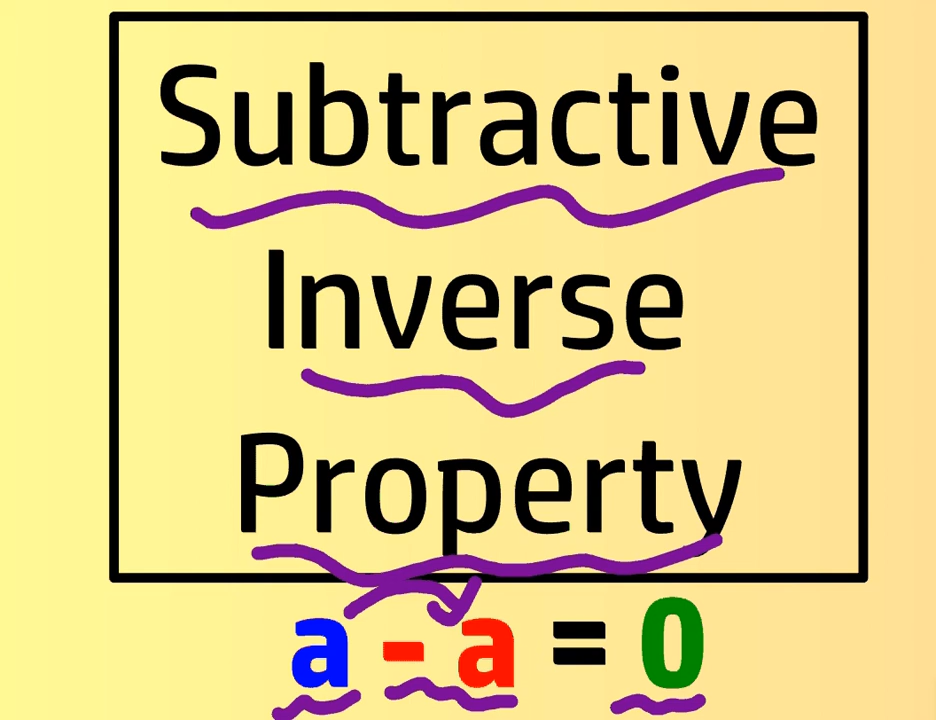 Subtractive
Inverse
Property
a - a = 0